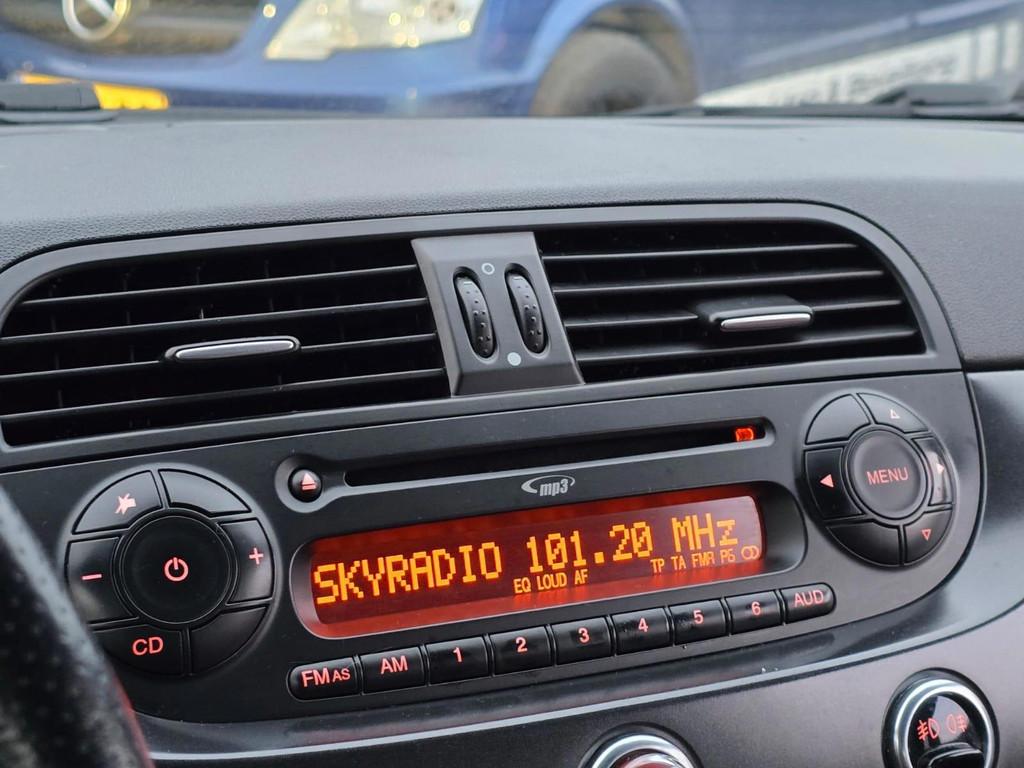 mp3
MENU
SKYRADIO 101.20 MHz
EQ LOUD AF TP TA FMA P6
CD
FM AS AM 1 2 3 4 5 6 AUD